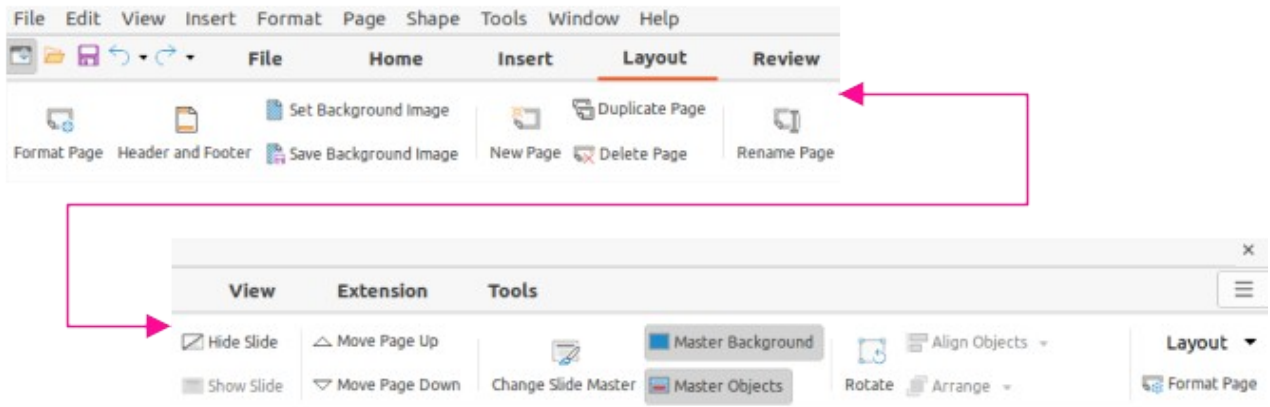 File Edit View Insert Format Page Shape Tools Window Help
File Home Insert Layout Review
Set Background Image Duplicate Page
Format Page Header and Footer Save Background Image New Page Delete Page Rename Page
View Extension Tools
Hide Slide Move Page Up Master Background Align Objects Layout
Show Slide Move Page Down Change Slide Master Master Objects Rotate Arrange Format Page